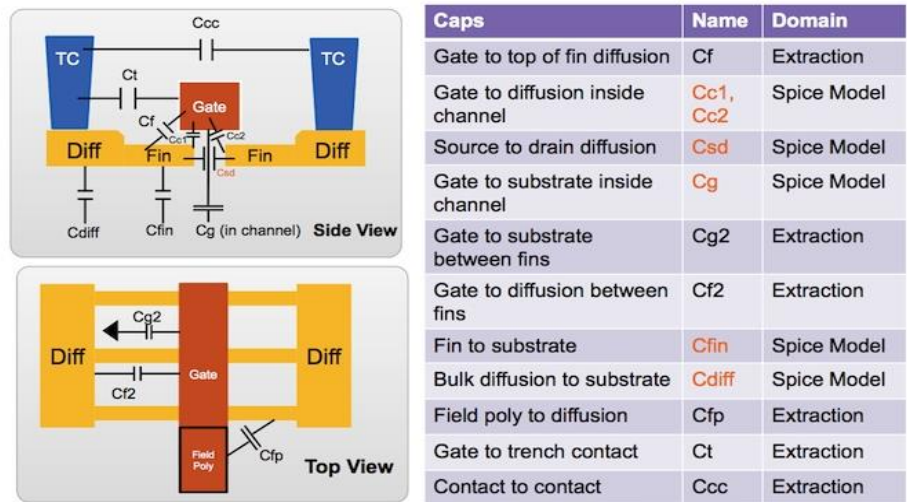 Ccc
TC
TC
Ct
Gate
Cf
Cc1
Cc2
Diff
Fin
Fin
Diff
Csd
Cdiff
Cfin
Cg (in channel)
Side View
Cg2
Diff
Gate
Diff
Cf2
Field
Poly
Cfp
Top View
Caps Name Domain
Gate to top of fin diffusion Cf Extraction
Gate to diffusion inside Cc1, Spice Model
channel Cc2
Source to drain diffusion Csd Spice Model
Gate to substrate inside Cg Spice Model
channel
Gate to substrate Cg2 Extraction
between fins
Gate to diffusion between Cf2 Extraction
fins
Fin to substrate Cfin Spice Model
Bulk diffusion to substrate Cdiff Spice Model
Field poly to diffusion Cfp Extraction
Gate to trench contact Ct Extraction
Contact to contact Ccc Extraction